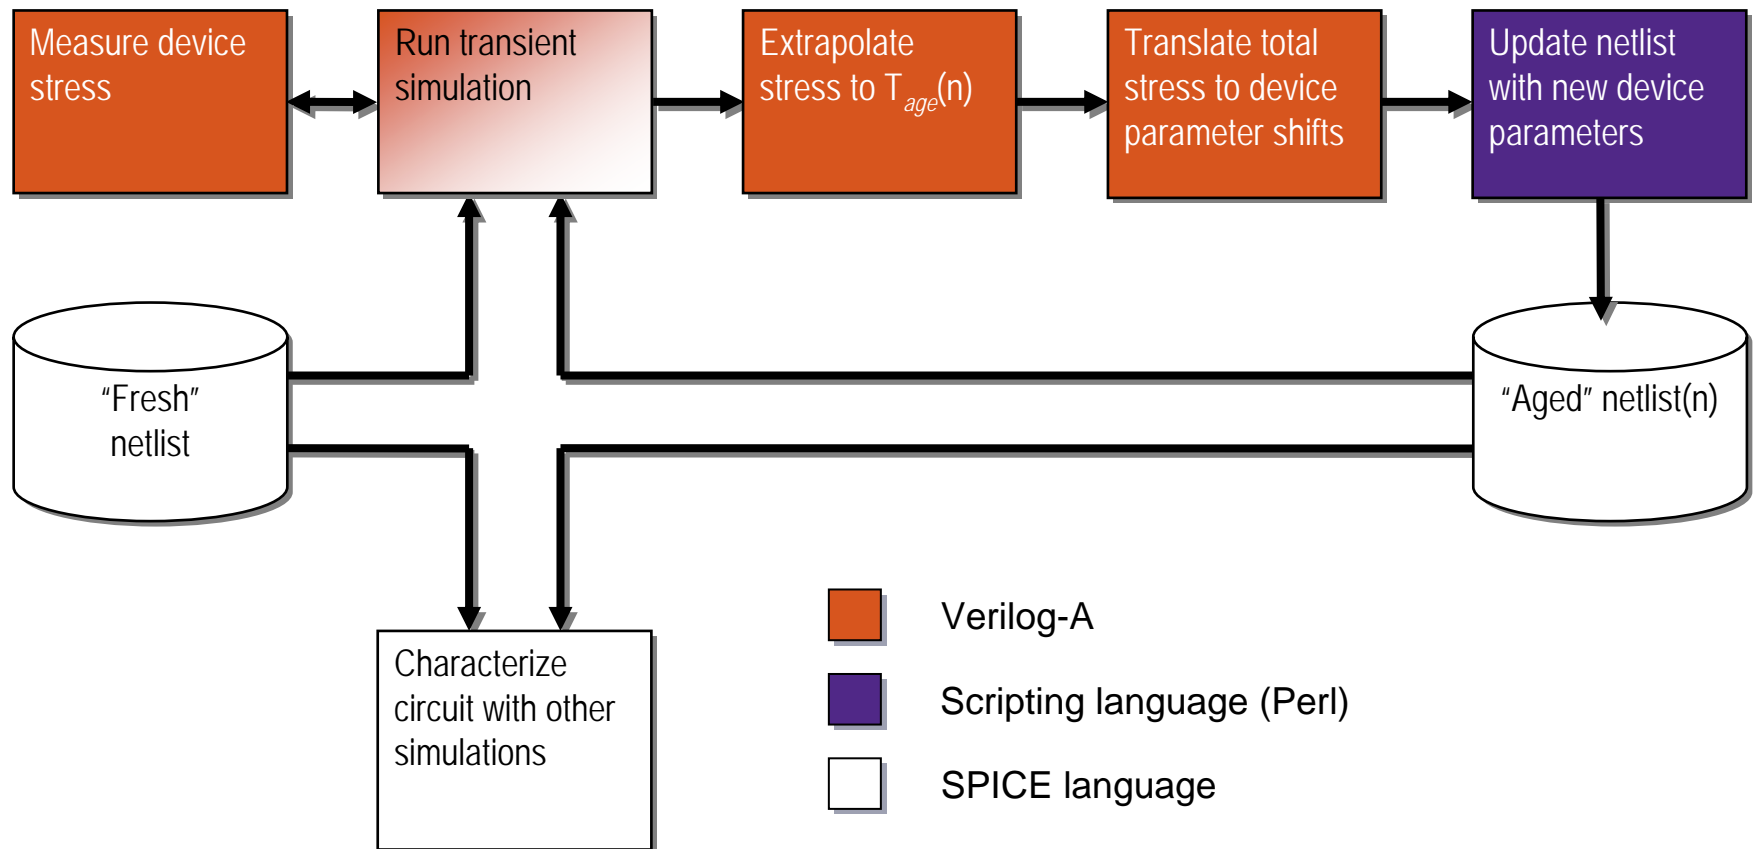 Measure device
stress
Run transient
simulation
Extrapolate
stress to Tage(n)
Translate total
stress to device
parameter shifts
Update netlist
with new device
parameters
“Fresh”
netlist
“Aged” netlist(n)
Characterize
circuit with other
simulations
Verilog-A
Scripting language (Perl)
SPICE language